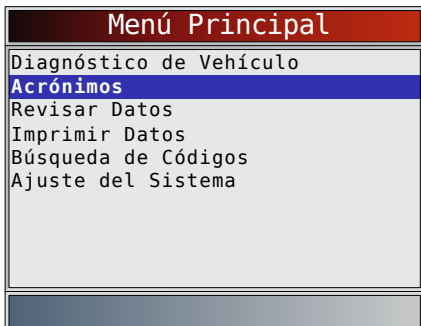 Menú Principal
Diagnóstico de Vehículo
Acrónimos
Revisar Datos
Imprimir Datos
Búsqueda de Códigos
Ajuste del Sistema